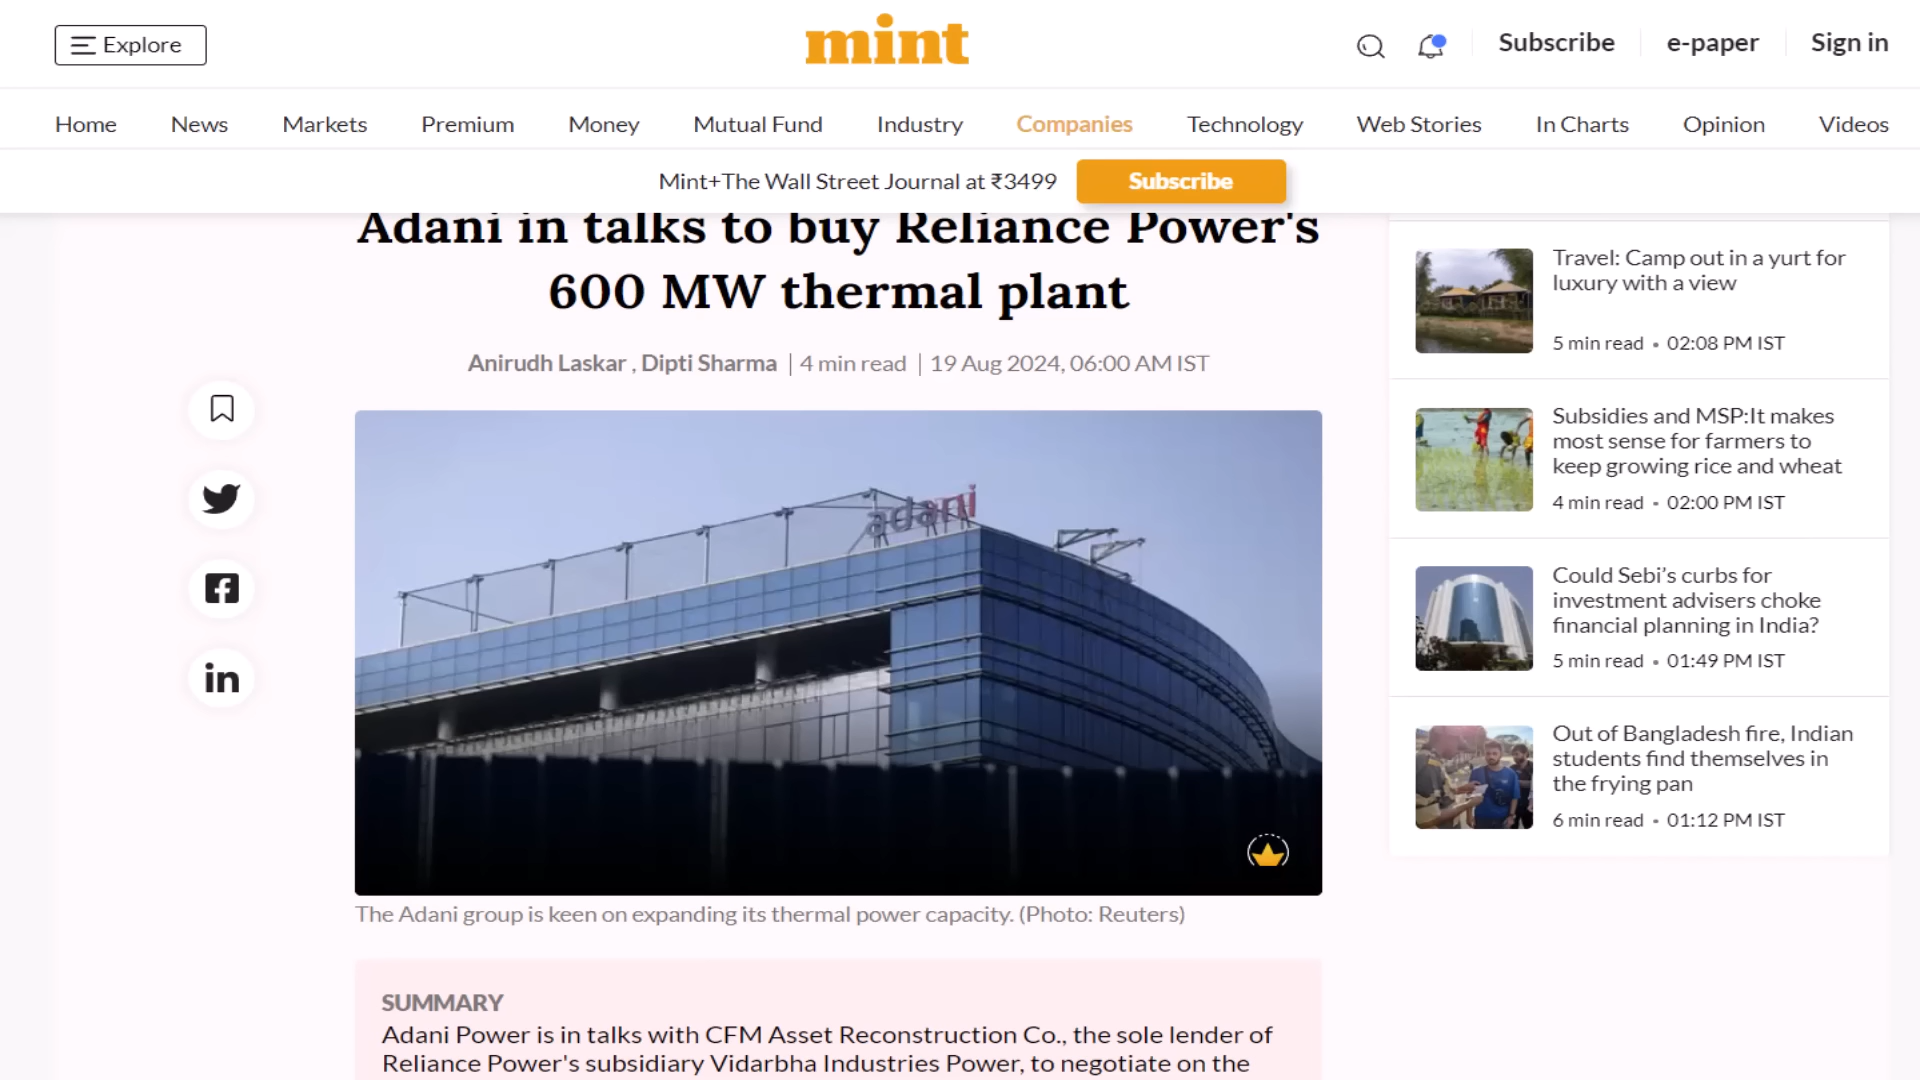 Explore
mint
Subscribe
e-paper
Sign in
Home
News
Markets
Premium
Money
Mutual Fund
Industry
Companies
Technology
Web Stories
In Charts
Opinion
Videos
Mint+The Wall Street Journal at ₹3499
Subscribe
Adani in talks to buy Reliance Power's
600 MW thermal plant
Anirudh Laskar , Dipti Sharma | 4 min read | 19 Aug 2024, 06:00 AM IST
adani
The Adani group is keen on expanding its thermal power capacity. (Photo: Reuters)
SUMMARY
Adani Power is in talks with CFM Asset Reconstruction Co., the sole lender of
Reliance Power's subsidiary Vidarbha Industries Power, to negotiate on the
Travel: Camp out in a yurt for
luxury with a view
5 min read • 02:08 PM IST
Subsidies and MSP:It makes
most sense for farmers to
keep growing rice and wheat
4 min read • 02:00 PM IST
Could Sebi’s curbs for
investment advisers choke
financial planning in India?
5 min read • 01:49 PM IST
Out of Bangladesh fire, Indian
students find themselves in
the frying pan
6 min read • 01:12 PM IST